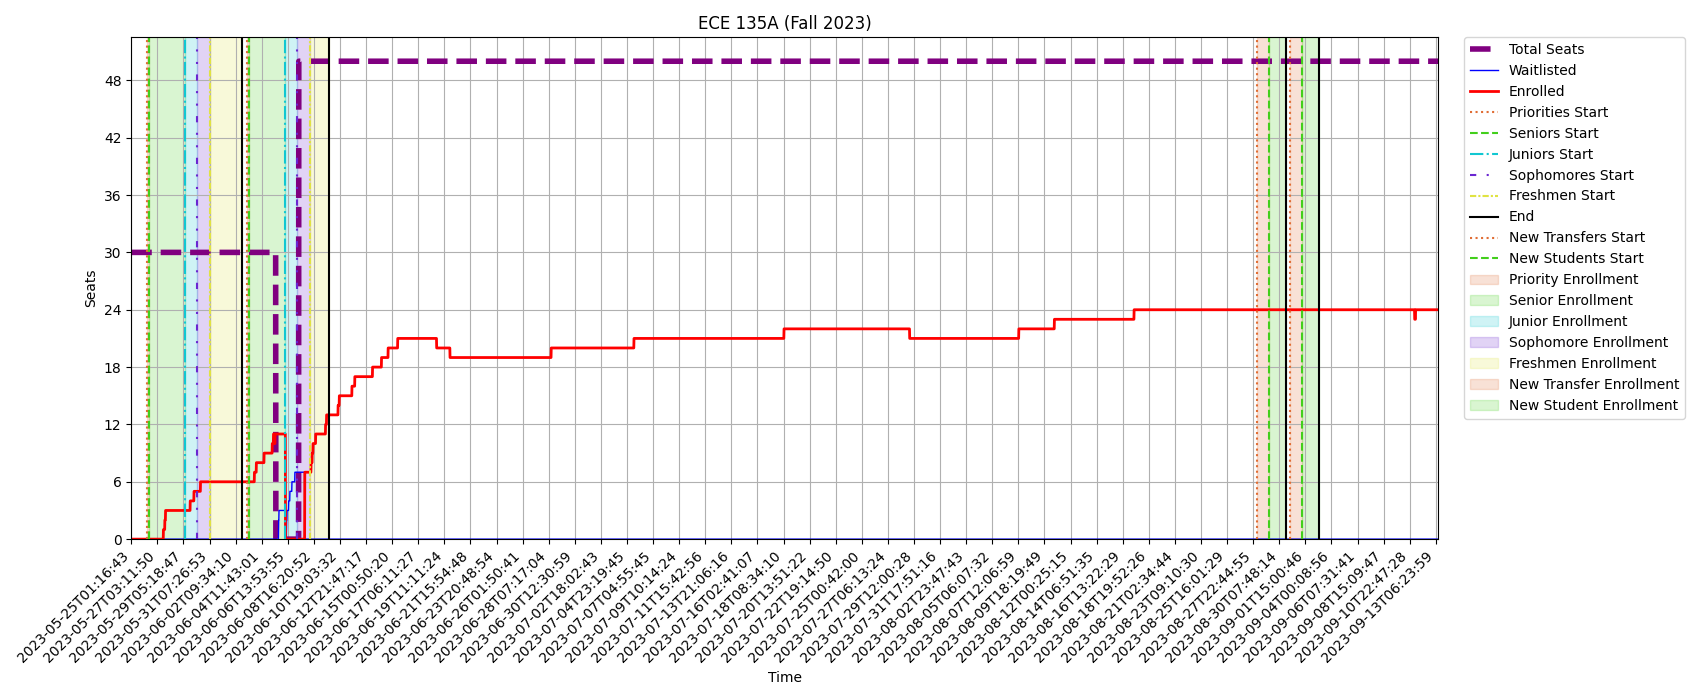 ECE 135A (Fall 2023)
Seats
48
42
36
30
24
18
12
6
0
2023-05-25T01:16:43
2023-05-27T03:11:50
2023-05-29T05:18:47
2023-05-31T07:26:53
2023-06-02T09:34:10
2023-06-04T11:43:01
2023-06-06T13:53:55
2023-06-08T16:20:52
2023-06-10T19:03:32
2023-06-12T21:47:17
2023-06-15T00:50:20
2023-06-17T06:11:27
2023-06-19T11:11:24
2023-06-21T15:54:48
2023-06-23T20:48:54
2023-06-26T01:50:41
2023-06-28T07:17:04
2023-06-30T12:30:59
2023-07-02T18:02:43
2023-07-04T23:19:45
2023-07-07T04:55:45
2023-07-09T10:14:24
2023-07-11T15:42:56
2023-07-13T21:06:16
2023-07-16T02:41:07
2023-07-18T08:34:10
2023-07-20T13:51:22
2023-07-22T19:14:50
2023-07-25T00:42:00
2023-07-27T06:13:24
2023-07-29T12:00:28
2023-07-31T17:51:16
2023-08-02T23:47:43
2023-08-05T06:07:32
2023-08-07T12:06:59
2023-08-09T18:19:49
2023-08-12T00:25:15
2023-08-14T06:51:35
2023-08-16T13:22:29
2023-08-18T19:52:26
2023-08-21T02:34:44
2023-08-23T09:10:30
2023-08-25T16:01:29
2023-08-27T22:44:55
2023-08-30T07:48:14
2023-09-01T15:00:46
2023-09-04T00:08:56
2023-09-06T07:31:41
2023-09-08T15:09:47
2023-09-10T22:47:28
2023-09-13T06:23:59
Time
Total Seats
Waitlisted
Enrolled
Priorities Start
Seniors Start
Juniors Start
Sophomores Start
Freshmen Start
End
New Transfers Start
New Students Start
Priority Enrollment
Senior Enrollment
Junior Enrollment
Sophomore Enrollment
Freshmen Enrollment
New Transfer Enrollment
New Student Enrollment